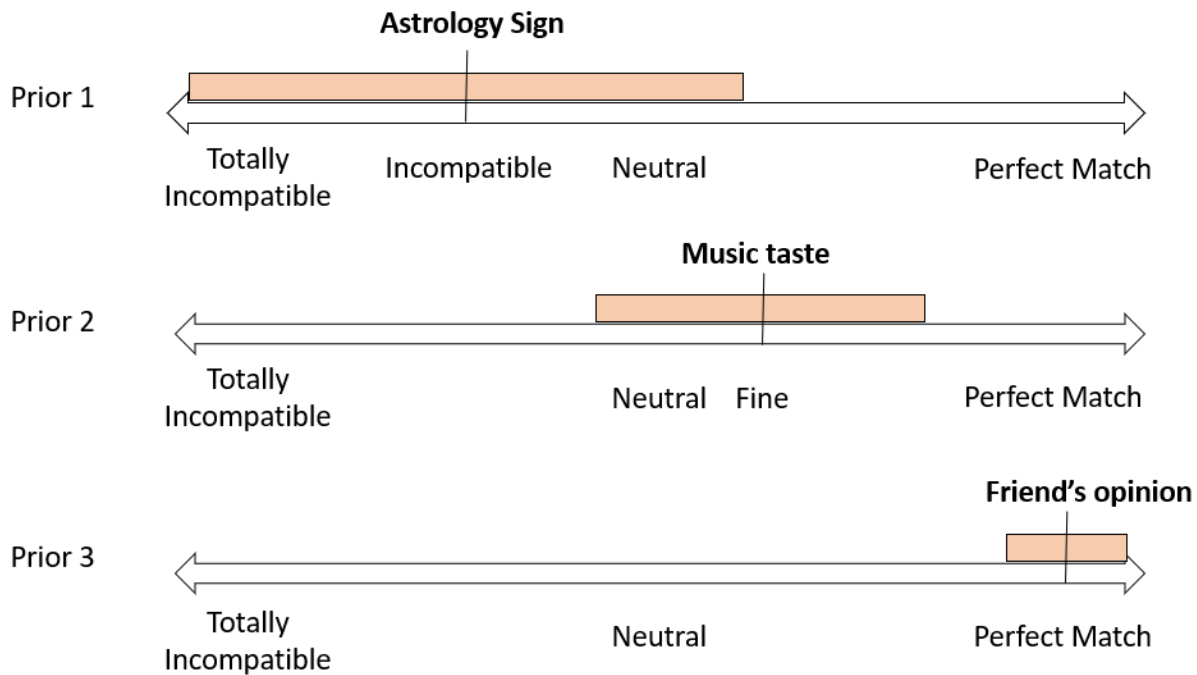 Astrology Sign
Prior 1
Totally
Incompatible
Incompatible
Neutral
Perfect Match
Music taste
Prior 2
Totally
Incompatible
Neutral
Fine
Perfect Match
Friend’s opinion
Prior 3
Totally
Incompatible
Neutral
Perfect Match